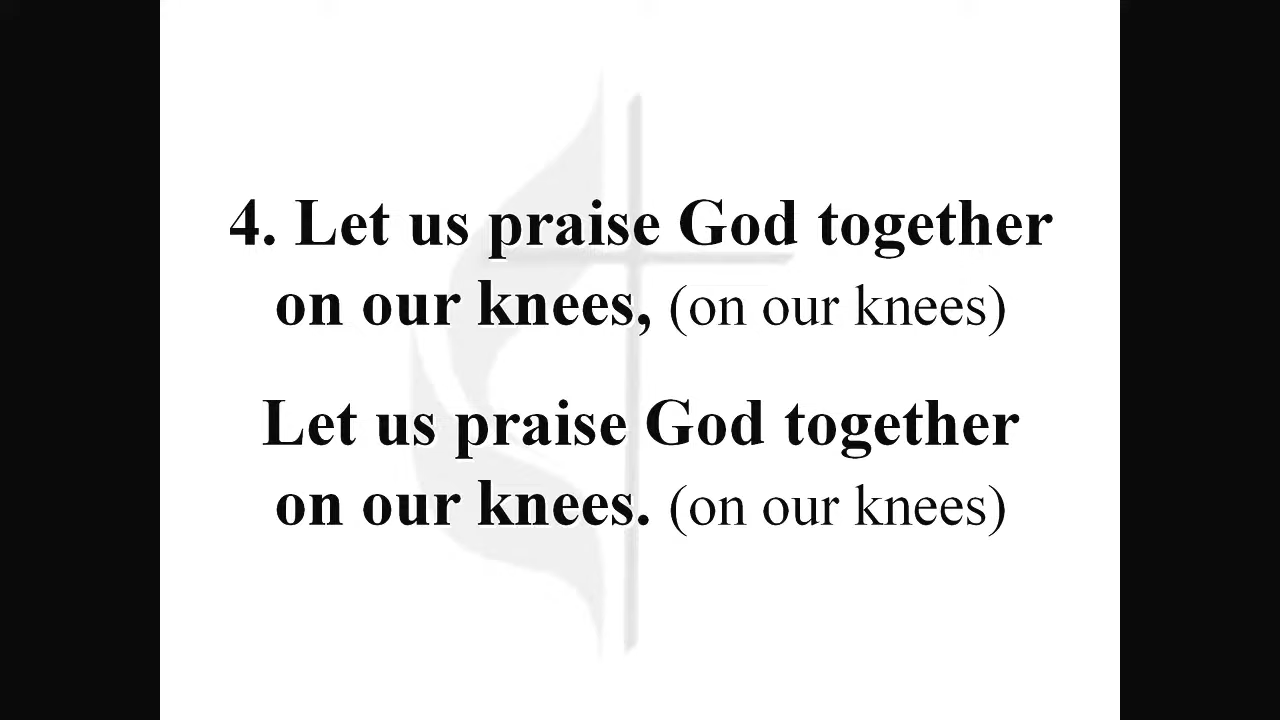 4. Let us praise God together
on our knees, (on our knees)
Let us praise God together
on our knees. (on our knees)